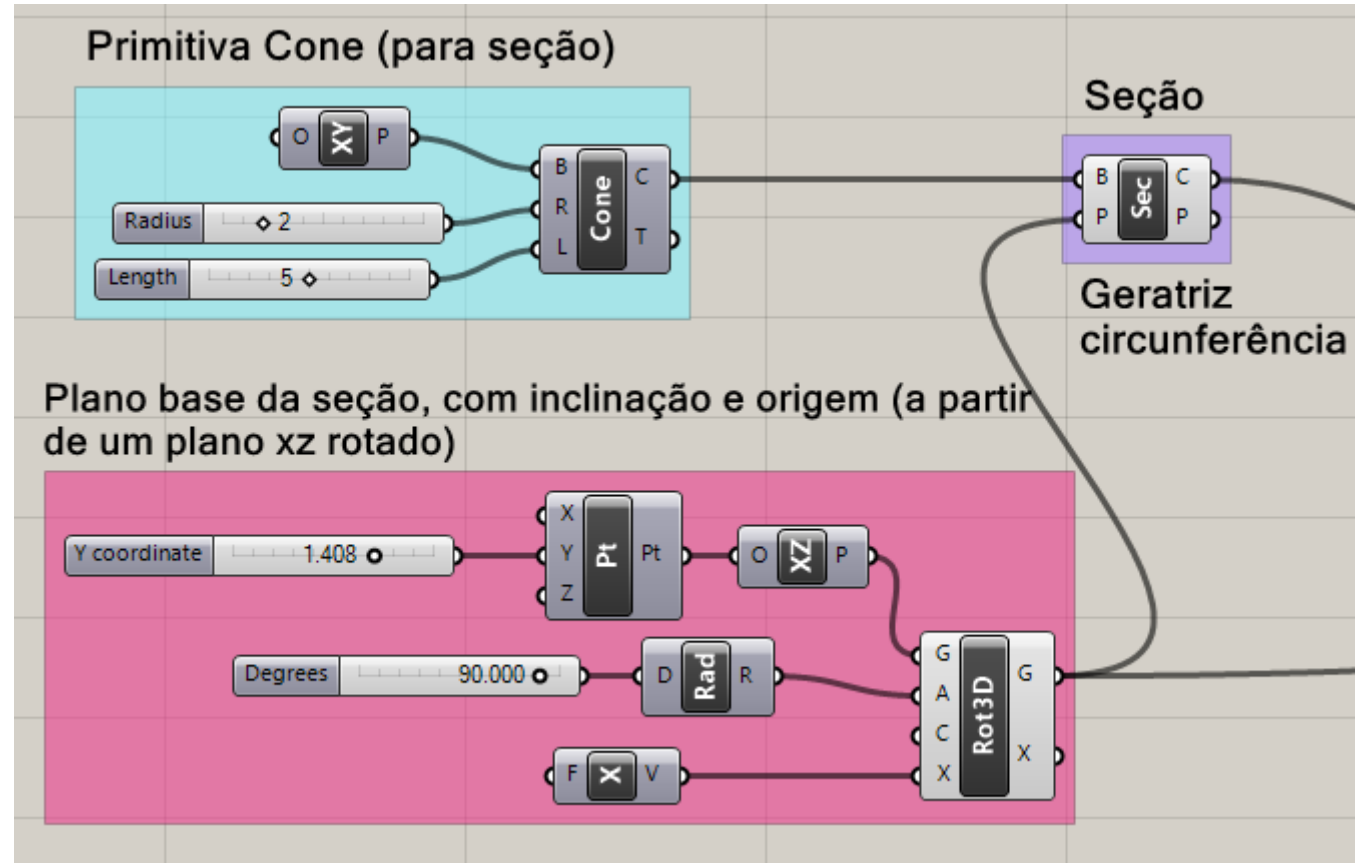 Primitiva Cone (para seção)
O XY P
B
R
L
Cone
C
T
Radius 2
Length 5
Seção
B
P
Sec
C
P
Geratriz
circunferência
Plano base da seção, com inclinação e origem (a partir
de um plano xz rotado)
Y coordinate 1.408
X
Y
Z
Pt
Pt
O XZ P
Degrees 90.000
D Rad R
F X V
G
A
C
X
Rot3D
G
X